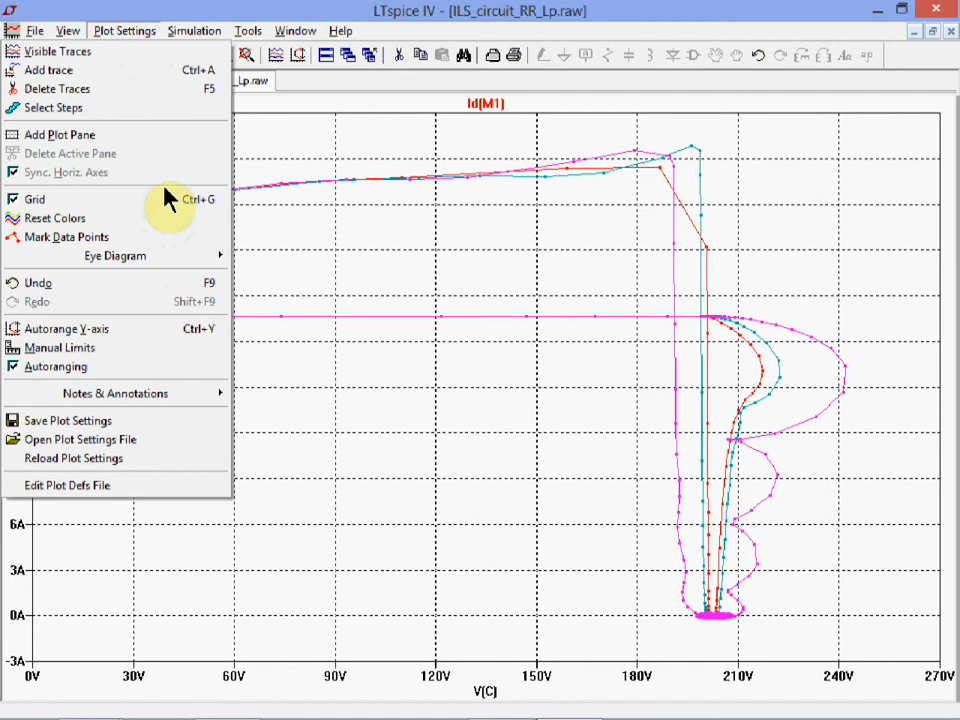 LTspice IV - [ILS_circuit_RR_Lp.raw]
File View Plot Settings Simulation Tools Window Help
Visible Traces
Add trace Ctrl+A
Delete Traces F5
Select Steps
Add Plot Pane
Delete Active Pane
Sync. Horiz. Axes
Grid Ctrl+G
Reset Colors
Mark Data Points
Eye Diagram
Undo F9
Redo Shift+F9
Autorange Y-axis Ctrl+Y
Manual Limits
Autoranging
Notes & Annotations
Save Plot Settings
Open Plot Settings File
Reload Plot Settings
Edit Plot Defs File
Aa .op
_Lp.raw
Id(M1)
6A
3A
0A
-3A
0V 30V 60V 90V 120V 150V 180V 210V 240V 270V
V(C)